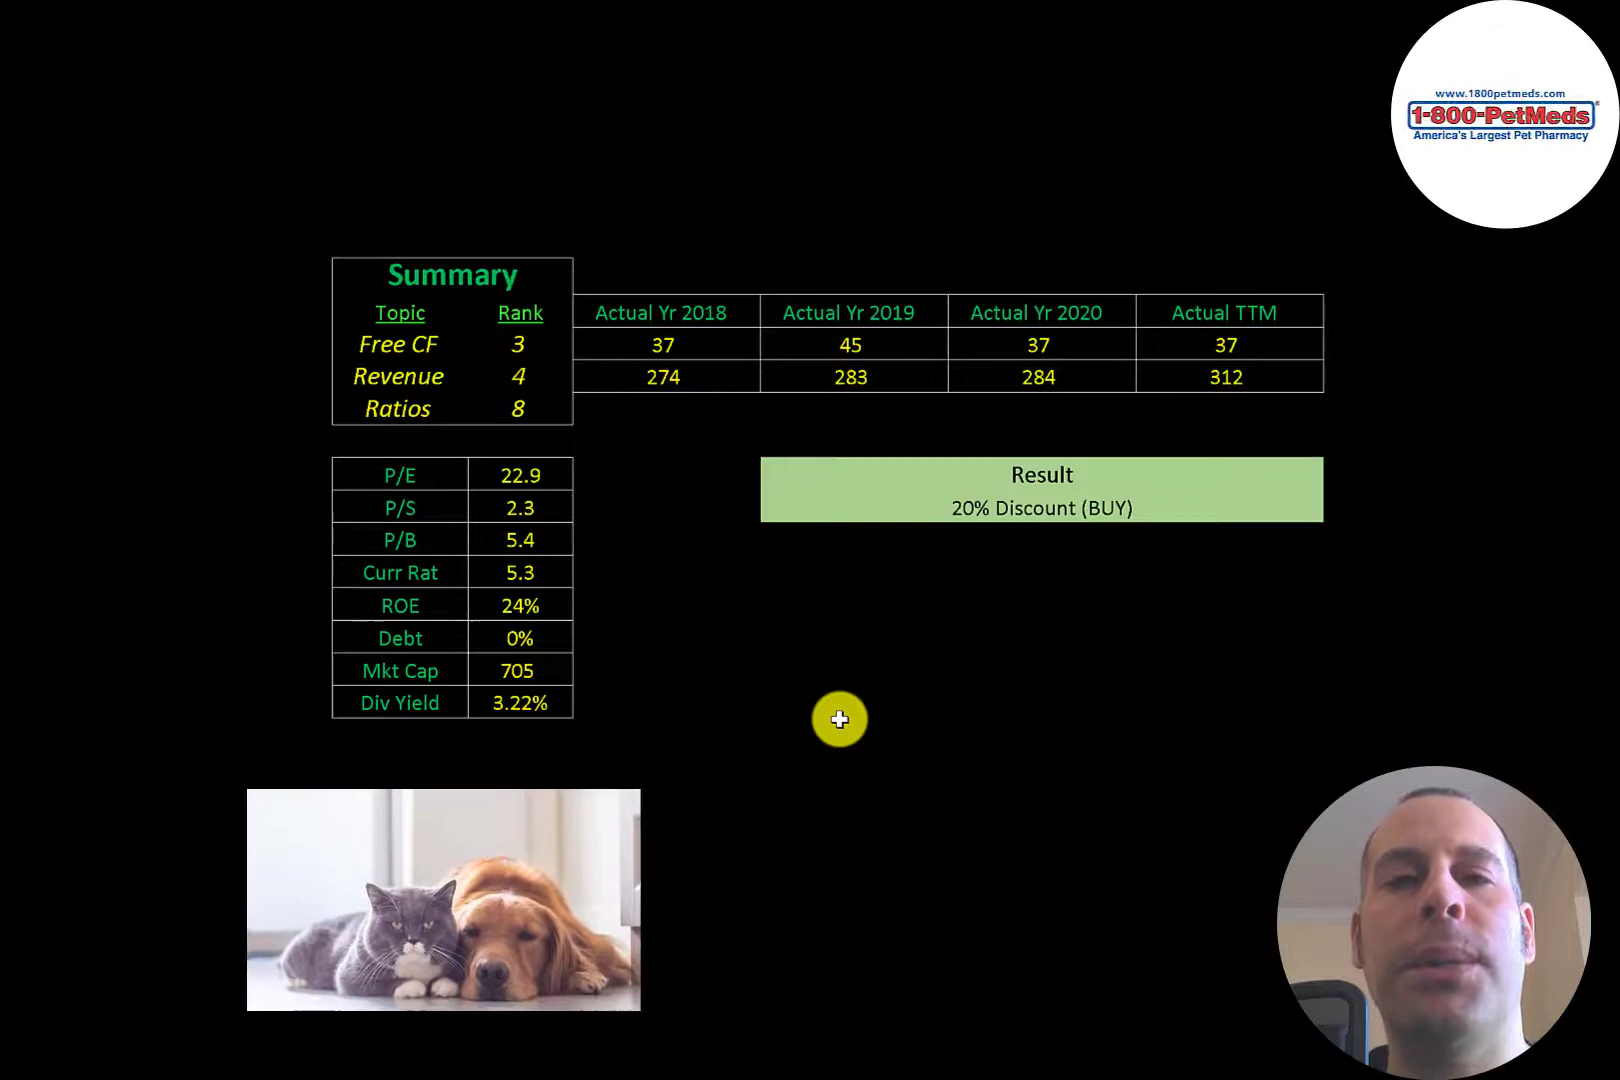 www.1800petmeds.com
1-800-PetMeds®
America's Largest Pet Pharmacy
Summary
Topic Rank Actual Yr 2018 Actual Yr 2019 Actual Yr 2020 Actual TTM
Free CF 3 37 45 37 37
Revenue 4 274 283 284 312
Ratios 8
P/E 22.9 Result
P/S 2.3 20% Discount (BUY)
P/B 5.4
Curr Rat 5.3
ROE 24%
Debt 0%
Mkt Cap 705
Div Yield 3.22%